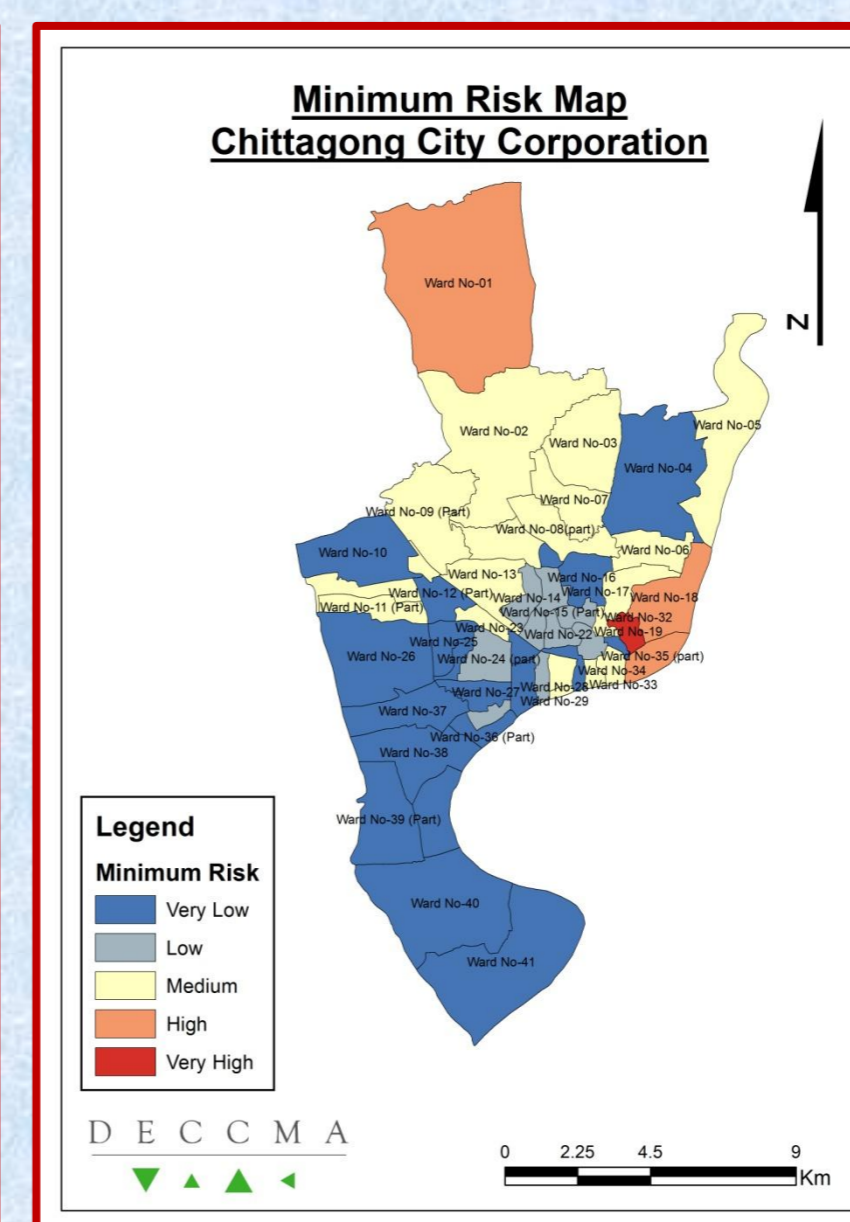 Minimum Risk Map
Chittagong City Corporation
N
Ward No-01
Ward No-02
Ward No-03
Ward No-05
Ward No-04
Ward No-07
Ward No-09 (Part)
Ward No-08(part)
Ward No-10
Ward No-06
Ward No-13
Ward No-16
Ward No-12 (Part)
Ward No-17
Ward No-14
Ward No-18
Ward No-11 (Part)
Ward No-15 (Part)
Ward No-32
Ward No-23
Ward No-22
Ward No-19
Ward No-25
Ward No-26
Ward No-24 (part)
Ward No-35 (part)
Ward No-34
Ward No-33
Ward No-27
Ward No-28
Ward No-29
Ward No-37
Ward No-36 (Part)
Ward No-38
Ward No-39 (Part)
Ward No-40
Ward No-41
Legend
Minimum Risk
Very Low
Low
Medium
High
Very High
DECCMA
0 2.25 4.5 9
Km